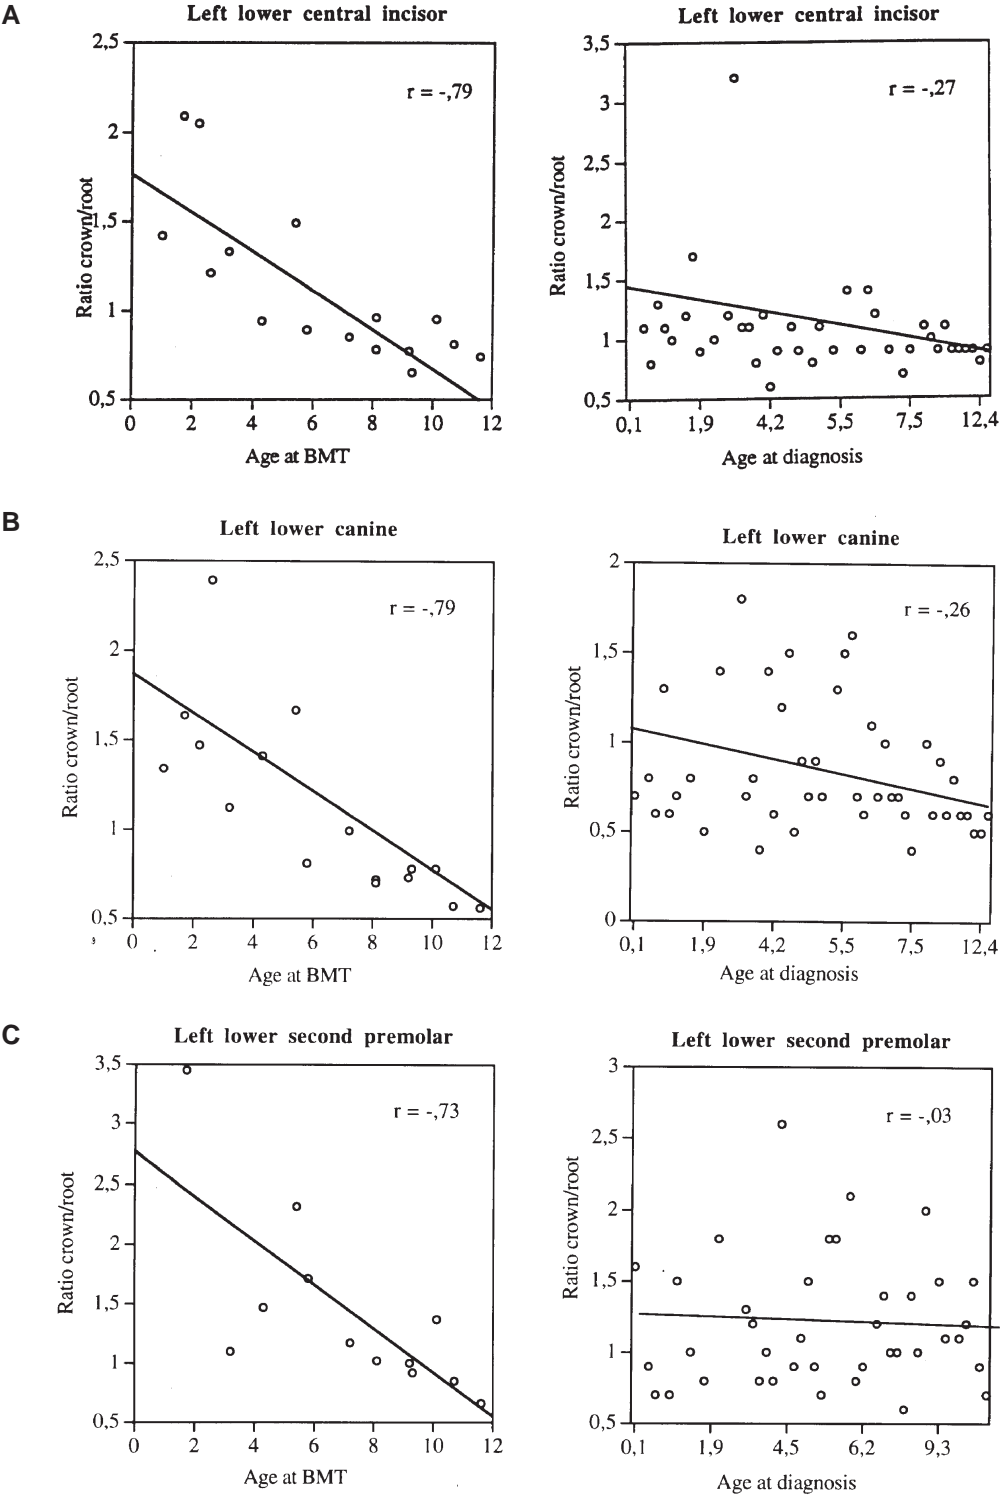 A
Left lower central incisor
2,5
2
1,5
1
0,5
Ratio crown/root
r = -,79
0 2 4 6 8 10 12
Age at BMT
Left lower central incisor
3,5
3
2,5
2
1,5
1
0,5
Ratio crown/root
r = -,27
0,1 1,9 4,2 5,5 7,5 12,4
Age at diagnosis
B
Left lower canine
2,5
2
1,5
1
0,5
Ratio crown/root
r = -,79
0 2 4 6 8 10 12
Age at BMT
Left lower canine
2
1,5
1
0,5
0
Ratio crown/root
r = -,26
0,1 1,9 4,2 5,5 7,5 12,4
Age at diagnosis
C
Left lower second premolar
3,5
3
2,5
2
1,5
1
0,5
Ratio crown/root
r = -,73
0 2 4 6 8 10 12
Age at BMT
Left lower second premolar
3
2,5
2
1,5
1
0,5
Ratio crown/root
r = -,03
0,1 1,9 4,5 6,2 9,3
Age at diagnosis